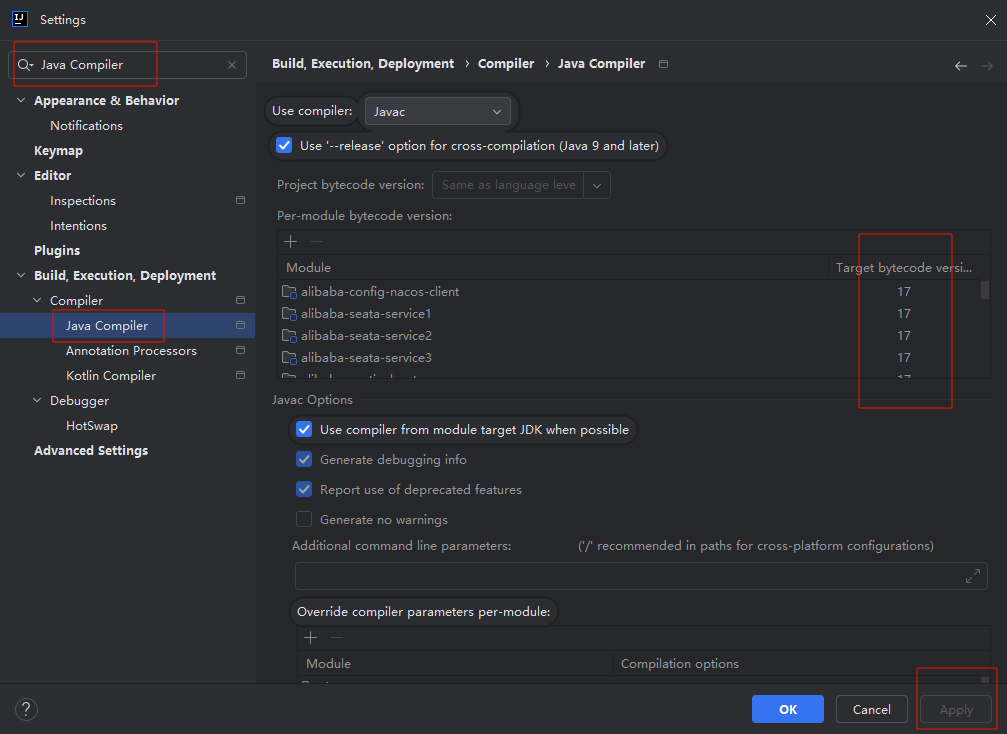 Settings
Java Compiler
Appearance & Behavior
Notifications
Keymap
Editor
Inspections
Intentions
Plugins
Build, Execution, Deployment
Compiler
Java Compiler
Annotation Processors
Kotlin Compiler
Debugger
HotSwap
Advanced Settings
Build, Execution, Deployment › Compiler › Java Compiler
Use compiler: Javac
Use '--release' option for cross-compilation (Java 9 and later)
Project bytecode version: Same as language leve
Per-module bytecode version:
Module Target bytecode versi...
alibaba-config-nacos-client 17
alibaba-seata-service1 17
alibaba-seata-service2 17
alibaba-seata-service3 17
17
Javac Options
Use compiler from module target JDK when possible
Generate debugging info
Report use of deprecated features
Generate no warnings
Additional command line parameters: ('/' recommended in paths for cross-platform configurations)
Override compiler parameters per-module:
Module Compilation options
? OK Cancel Apply